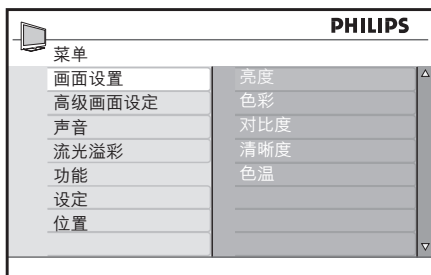 PHILIPS
菜单
画面设置
高级画面设定
声音
流光溢彩
功能
设定
位置
亮度
色彩
对比度
清晰度
色温